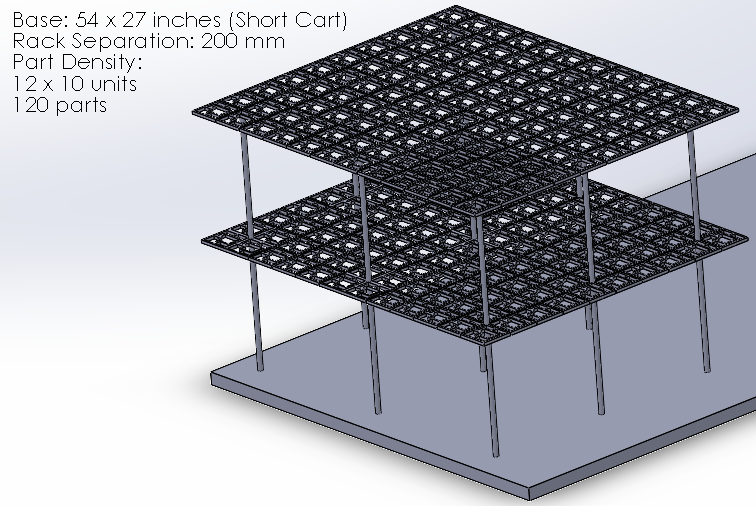 Base: 54 x 27 inches (Short Cart)
Rack Separation: 200 mm
Part Density:
12 x 10 units
120 parts